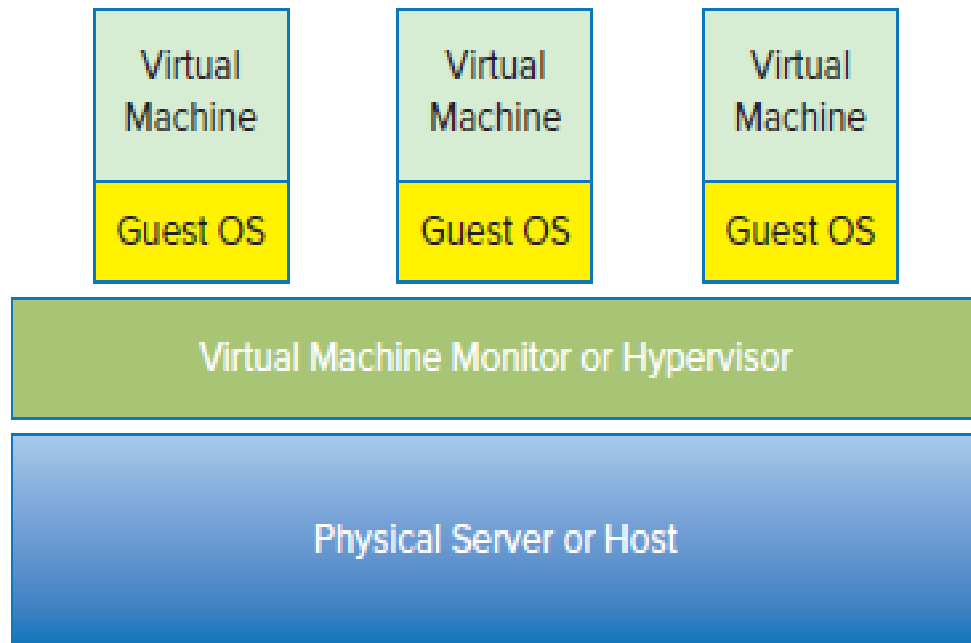 Virtual
Machine
Virtual
Machine
Virtual
Machine
Guest OS
Guest OS
Guest OS
Virtual Machine Monitor or Hypervisor
Physical Server or Host